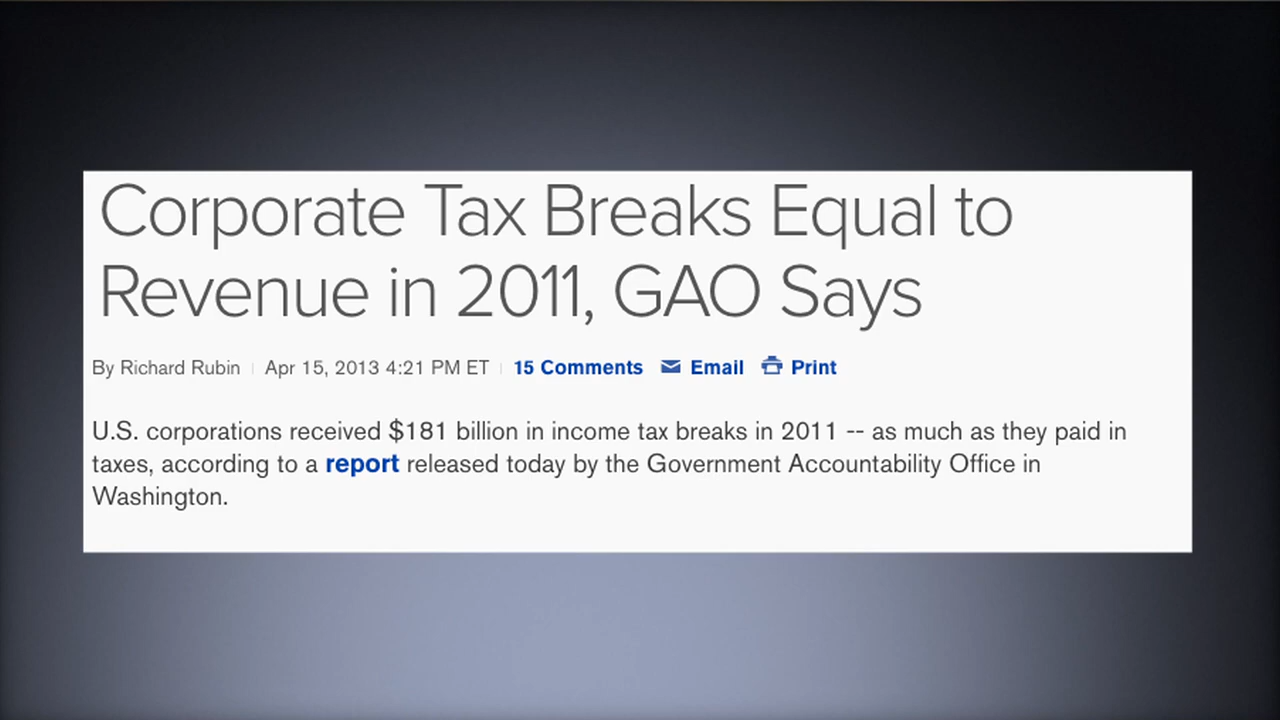 Corporate Tax Breaks Equal to
Revenue in 2011, GAO Says
By Richard Rubin | Apr 15, 2013 4:21 PM ET | 15 Comments Email Print
U.S. corporations received $181 billion in income tax breaks in 2011 -- as much as they paid in
taxes, according to a report released today by the Government Accountability Office in
Washington.